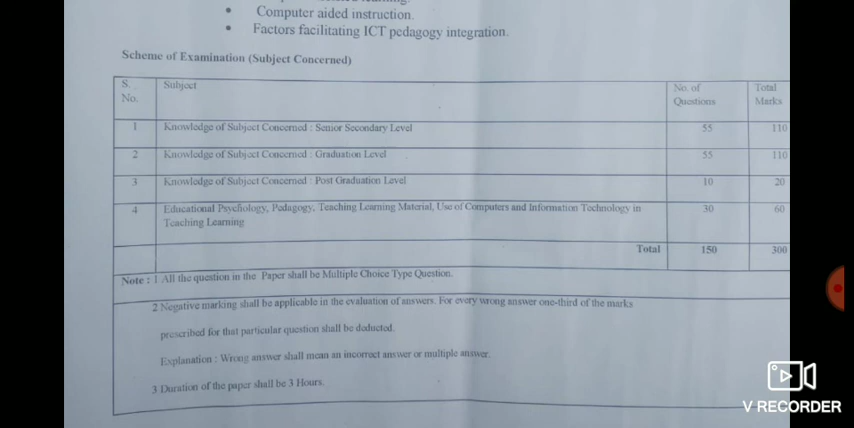 • Computer aided instruction.
• Factors facilitating ICT pedagogy integration.
Scheme of Examination (Subject Concerned)
S. No. Subject No. of Questions Total Marks
1 Knowledge of Subject Concerned : Senior Secondary Level 55 110
2 Knowledge of Subject Concerned : Graduation Level 55 110
3 Knowledge of Subject Concerned : Post Graduation Level 10 20
4 Educational Psychology, Pedagogy, Teaching Learning Material, Use of Computers and Information Technology in 30 60
Teaching Learning
Total 150 300
Note : 1 All the question in the Paper shall be Multiple Choice Type Question.
2 Negative marking shall be applicable in the evaluation of answers. For every wrong answer one-third of the marks
prescribed for that particular question shall be deducted.
Explanation : Wrong answer shall mean an incorrect answer or multiple answer.
3 Duration of the paper shall be 3 Hours.
V RECORDER